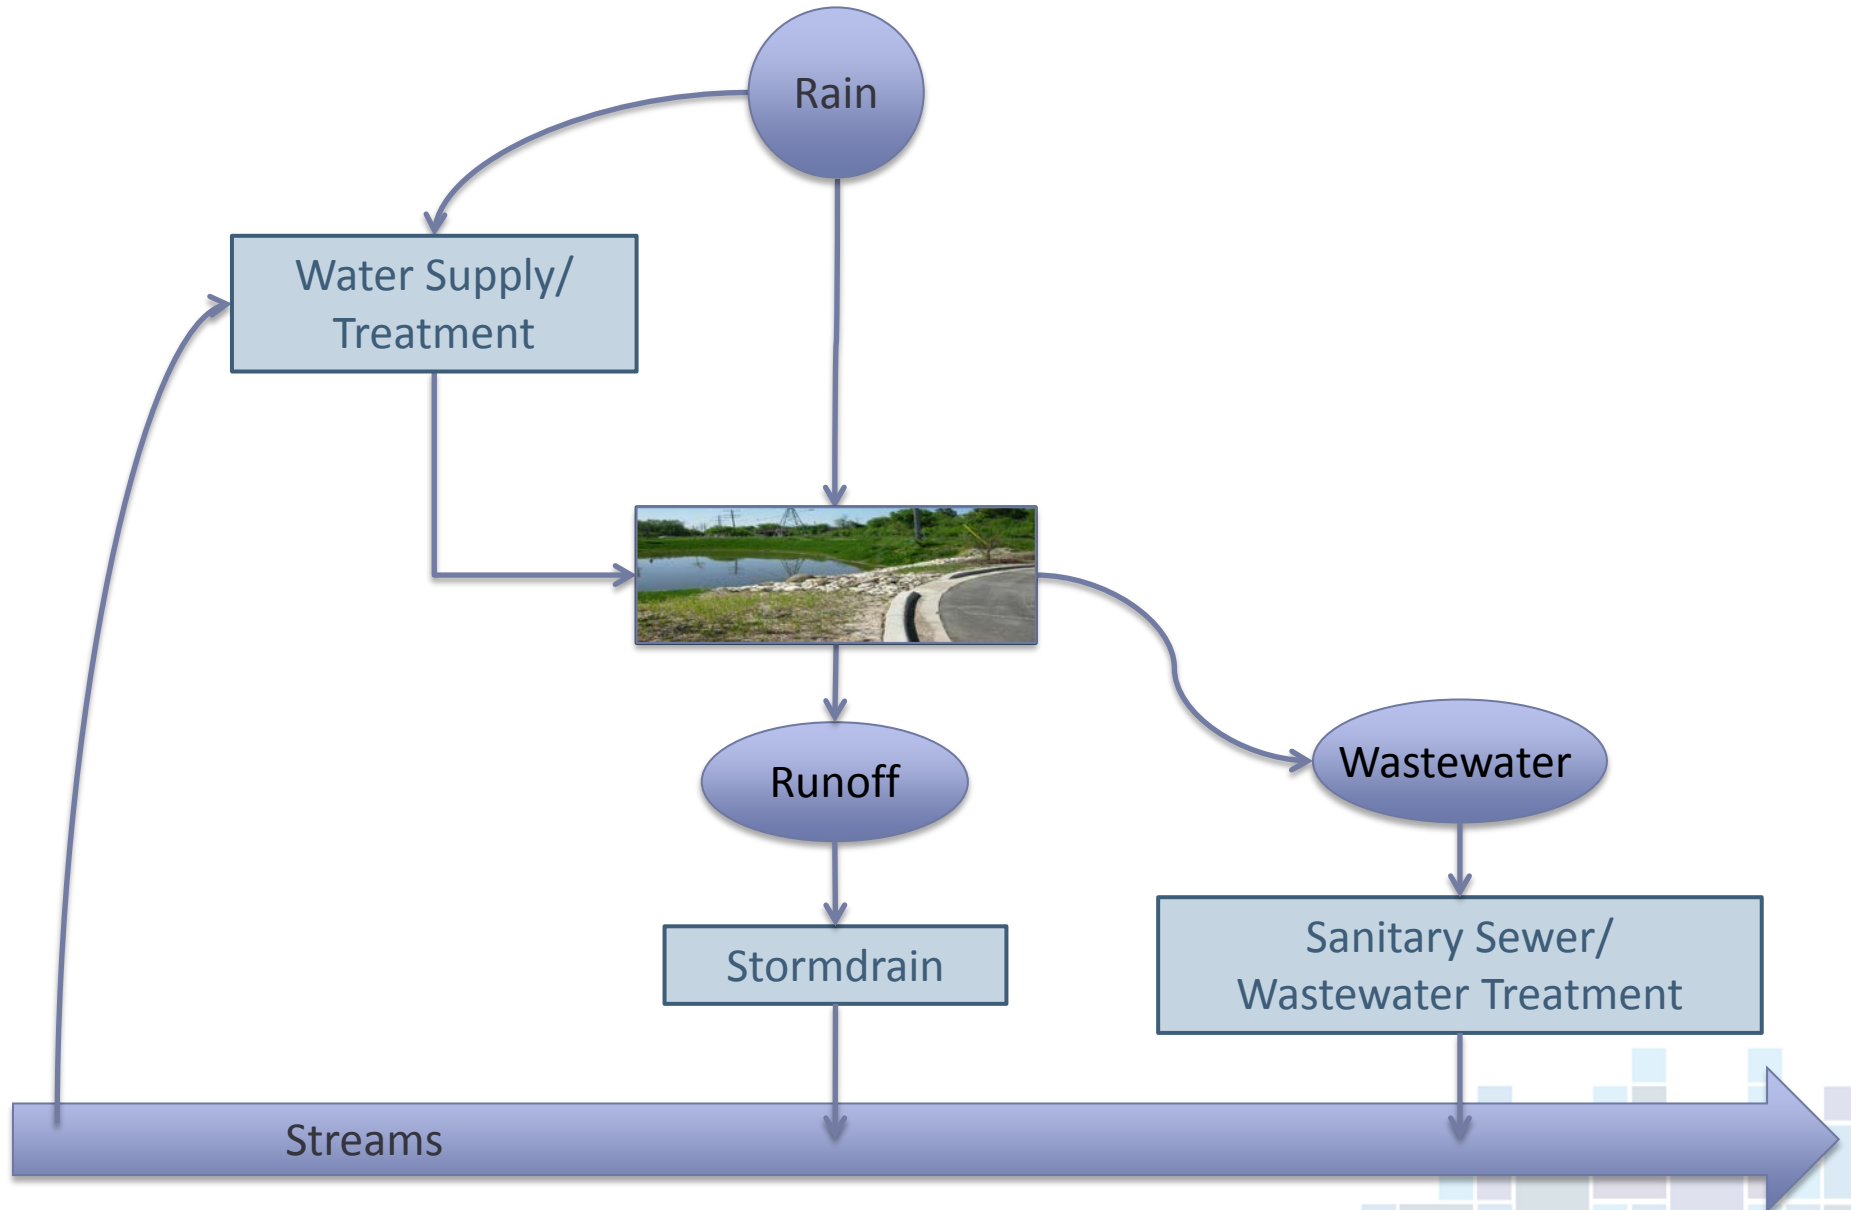 Rain
Water Supply/
Treatment
Runoff
Wastewater
Stormdrain
Sanitary Sewer/
Wastewater Treatment
Streams